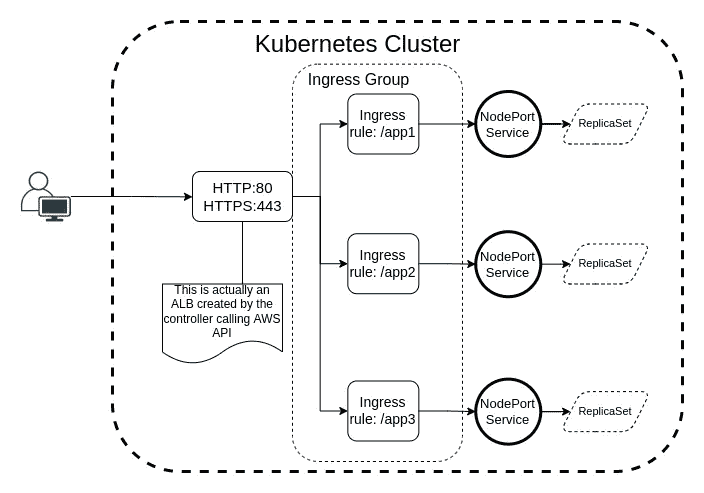 Kubernetes Cluster
Ingress Group
Ingress
rule: /app1
NodePort
Service
ReplicaSet
HTTP:80
HTTPS:443
This is actually an
ALB created by the
controller calling AWS
API
Ingress
rule: /app2
NodePort
Service
ReplicaSet
Ingress
rule: /app3
NodePort
Service
ReplicaSet